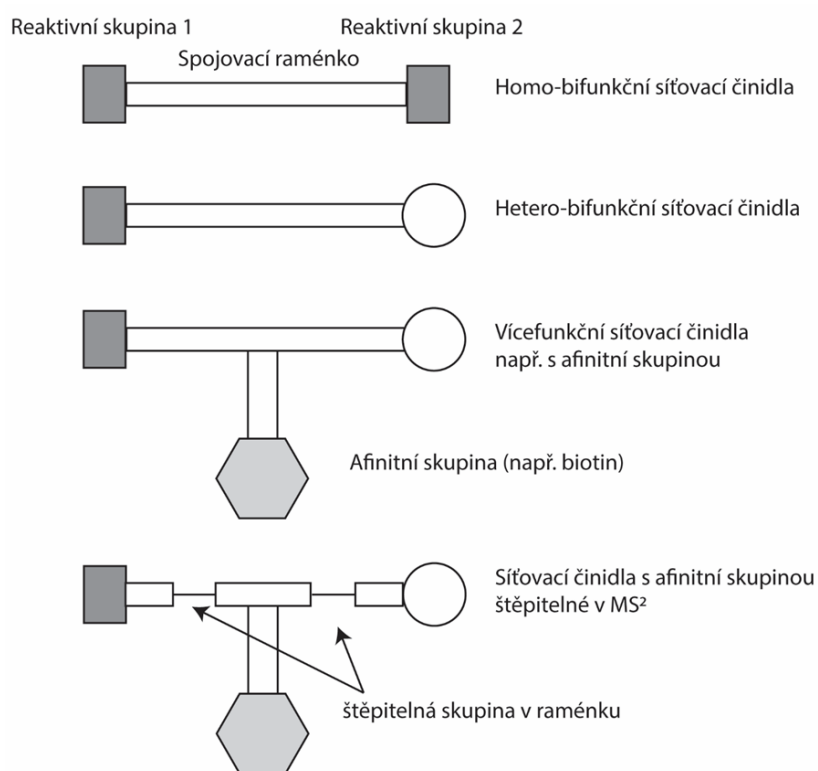 Reaktivní skupina 1
Reaktivní skupina 2
Spojovací raménko
Homo-bifunkční síťovací činidla
Hetero-bifunkční síťovací činidla
Vícefunkční síťovací činidla
např. s afinitní skupinou
Afinitní skupina (např. biotin)
Síťovací činidla s afinitní skupinou
štěpitelné v MS²
štěpitelná skupina v raménku